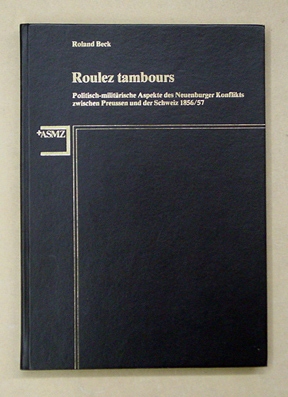 Roland Beck
Roulez tambours
Politisch-militärische Aspekte des Neuenburger Konflikts
zwischen Preussen und der Schweiz 1856/57
+ASMZ